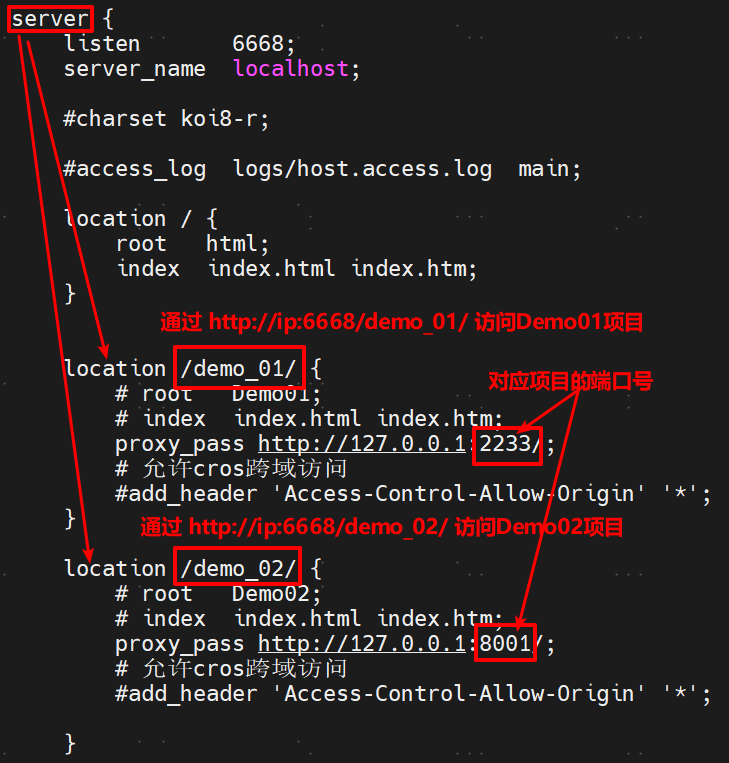 server {
listen 6668;
server_name localhost;
#charset koi8-r;
#access_log logs/host.access.log main;
location / {
root html;
index index.html index.htm;
}
通过 http://ip:6668/demo_01/ 访问Demo01项目
location /demo_01/ {
对应项目的端口号
# root Demo01;
# index index.html index.htm;
proxy_pass http://127.0.0.1:2233/;
# 允许cros跨域访问
#add_header 'Access-Control-Allow-Origin' '*';
}
通过 http://ip:6668/demo_02/ 访问Demo02项目
location /demo_02/ {
# root Demo02;
# index index.html index.htm;
proxy_pass http://127.0.0.1:8001/;
# 允许cros跨域访问
#add_header 'Access-Control-Allow-Origin' '*';
}